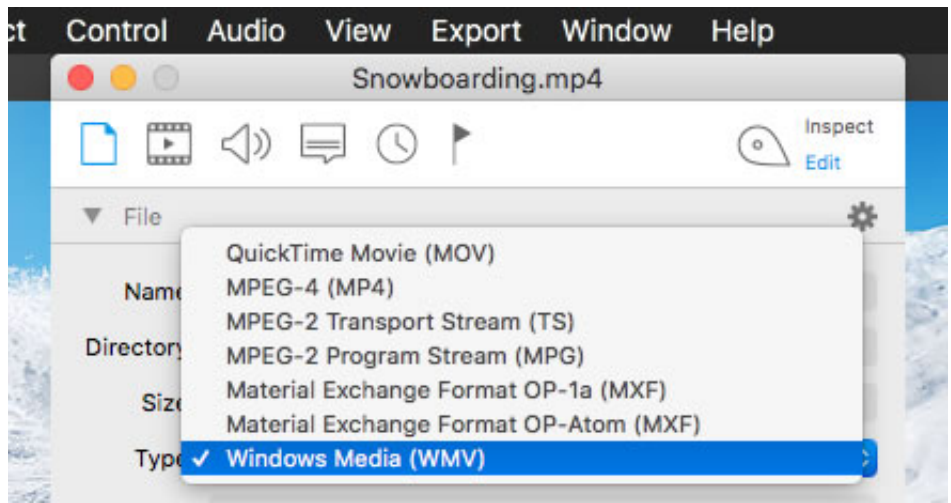 ct Control Audio View Export Window Help
Snowboarding.mp4
Inspect
Edit
File
QuickTime Movie (MOV)
Name
MPEG-4 (MP4)
MPEG-2 Transport Stream (TS)
Directory
MPEG-2 Program Stream (MPG)
Size
Material Exchange Format OP-1a (MXF)
Material Exchange Format OP-Atom (MXF)
Type ✓ Windows Media (WMV)